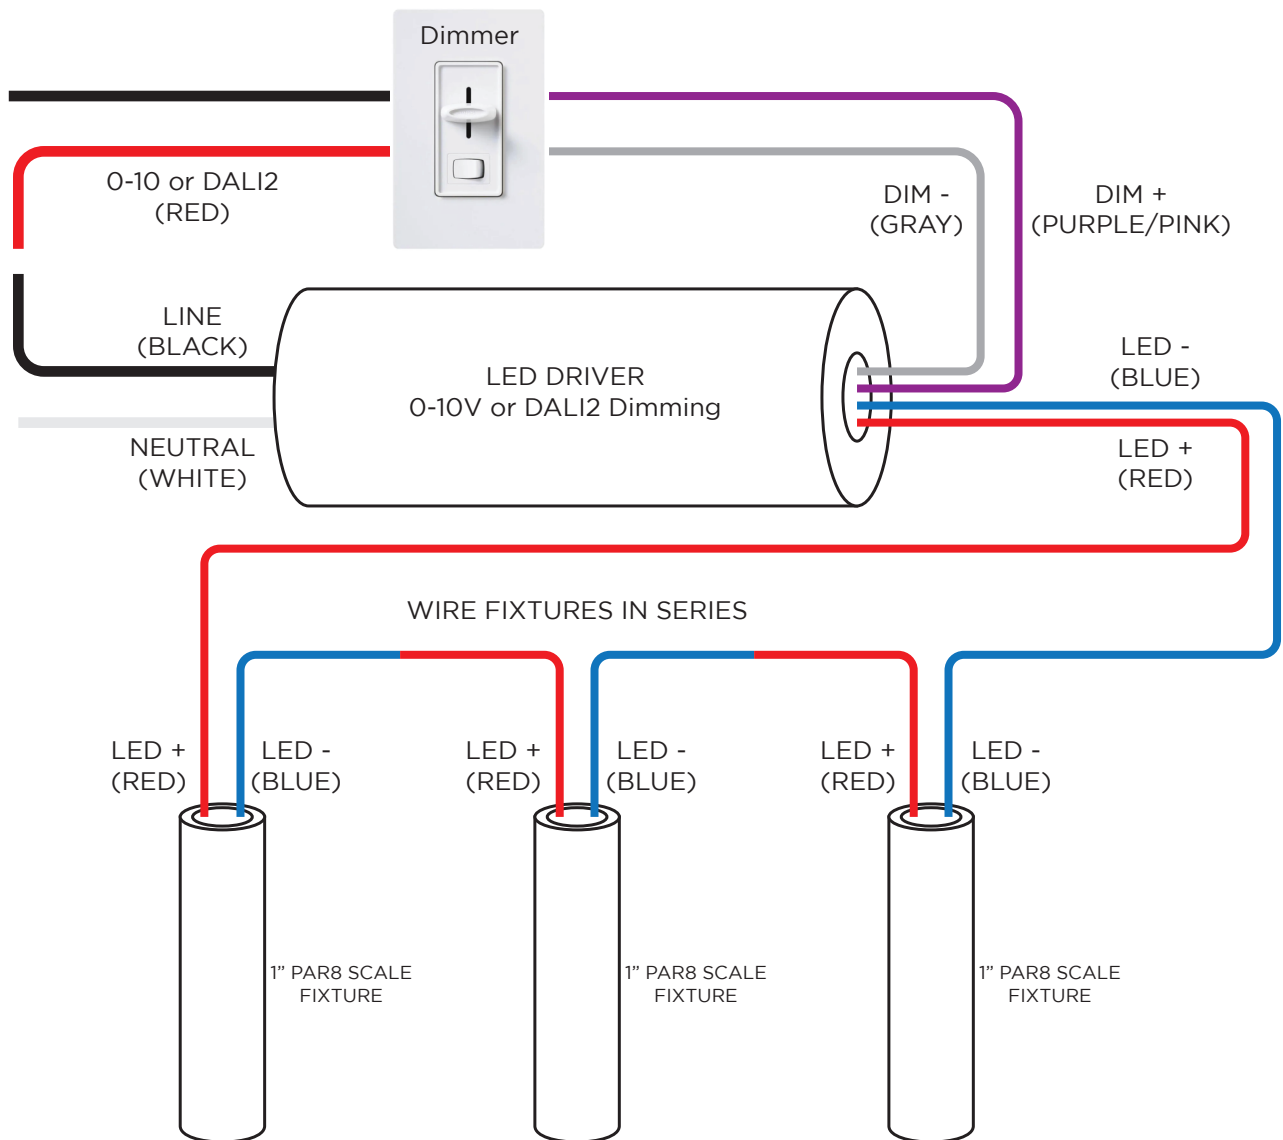 Dimmer
0-10 or DALI2
(RED)
DIM -
(GRAY)
DIM +
(PURPLE/PINK)
LINE
(BLACK)
LED DRIVER
0-10V or DALI2 Dimming
LED -
(BLUE)
NEUTRAL
(WHITE)
LED +
(RED)
WIRE FIXTURES IN SERIES
LED +
(RED)
LED -
(BLUE)
LED +
(RED)
LED -
(BLUE)
LED +
(RED)
LED -
(BLUE)
1” PAR8 SCALE
FIXTURE
1” PAR8 SCALE
FIXTURE
1” PAR8 SCALE
FIXTURE